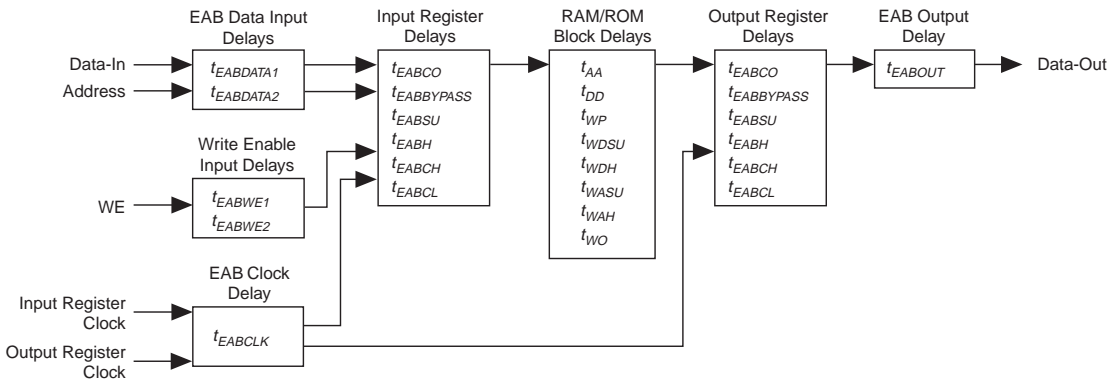 EAB Data Input
Delays
Data-In
Address
tEABDATA1
tEABDATA2
Write Enable
Input Delays
WE
tEABWE1
tEABWE2
EAB Clock
Delay
Input Register
Clock
Output Register
Clock
tEABCLK
Input Register
Delays
tEABCO
tEABBYPASS
tEABSU
tEABH
tEABCH
tEABCL
RAM/ROM
Block Delays
tAA
tDD
tWP
tWDSU
tWDH
tWASU
tWAH
tWO
Output Register
Delays
tEABCO
tEABBYPASS
tEABSU
tEABH
tEABCH
tEABCL
EAB Output
Delay
tEABOUT
Data-Out